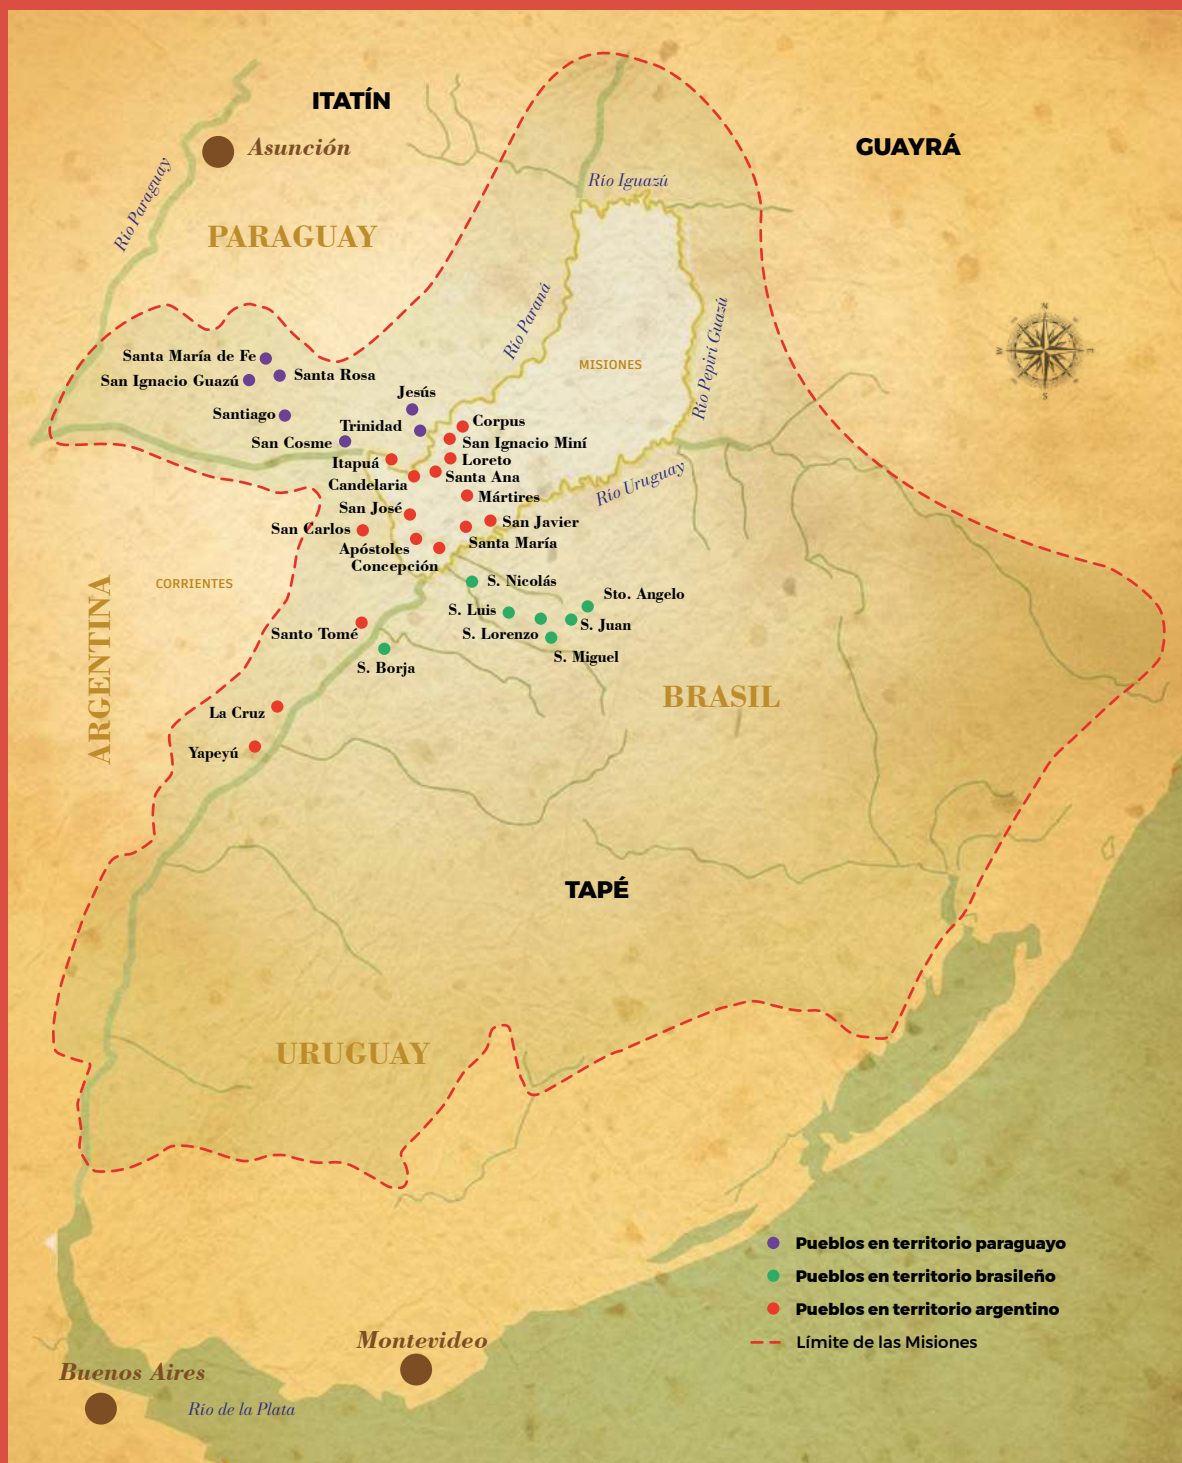 ITATÍN
GUAYRÁ
Asunción
Río Paraguay
Río Iguazú
PARAGUAY
Río Paraná
Río Pepirí Guazú
N
W
E
S
MISIONES
Santa María de Fe
San Ignacio Guazú
Santa Rosa
Jesús
Santiago
Trinidad
Corpus
San Cosme
San Ignacio Miní
Itapuá
Loreto
Candelaria
Santa Ana
Río Uruguay
Mártires
San José
San Carlos
San Javier
Apóstoles
Santa María
Concepción
CORRIENTES
ARGENTINA
S. Nicolás
Sto. Angelo
S. Luis
S. Juan
S. Lorenzo
Santo Tomé
S. Miguel
S. Borja
BRASIL
La Cruz
Yapeyú
TAPÉ
URUGUAY
Pueblos en territorio paraguayo
Pueblos en territorio brasileño
Pueblos en territorio argentino
Límite de las Misiones
Montevideo
Buenos Aires
Río de la Plata